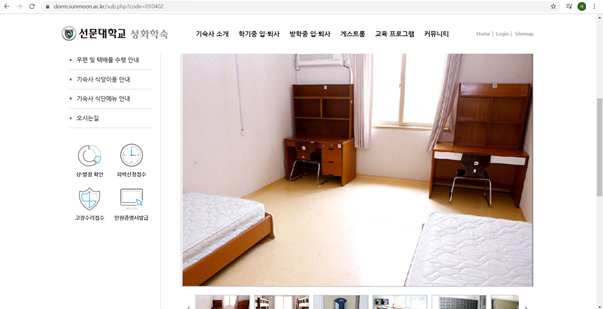 dorm.sunmoon.ac.kr/sub.php?code=010402
선문대학교 성화학숙
기숙사 소개 학기중 입·퇴사 방학중 입·퇴사 게스트룸 교육 프로그램 커뮤니티
Home | Login | Sitemap
+ 우편 및 택배물 수령 안내
+ 기숙사 식당이용 안내
+ 기숙사 식단메뉴 안내
+ 오시는길
상·벌점 확인 외박신청접수
고장수리접수 민원증명서발급